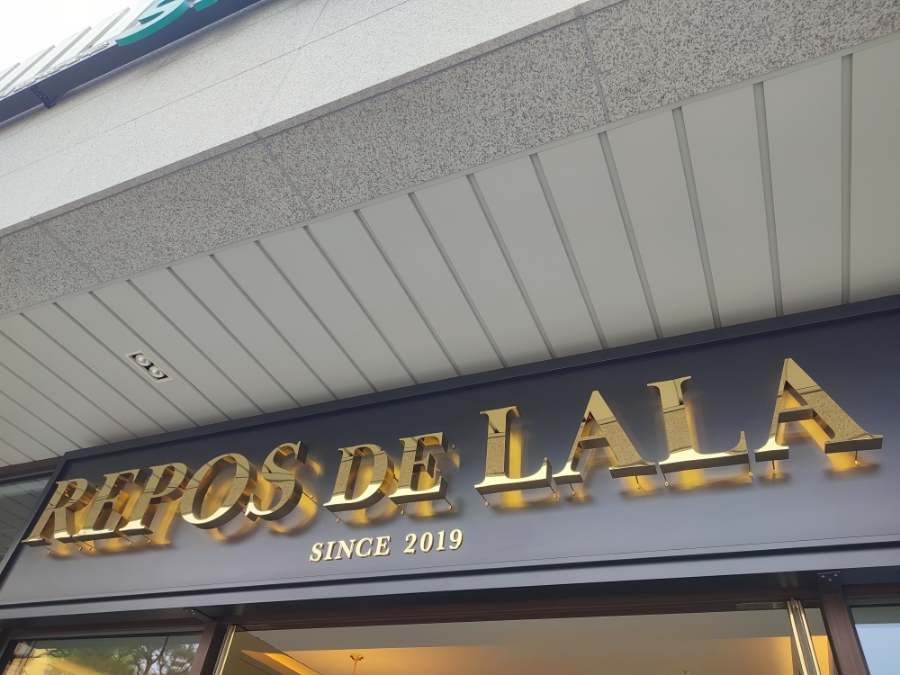 REPOS DE LALA
SINCE 2019